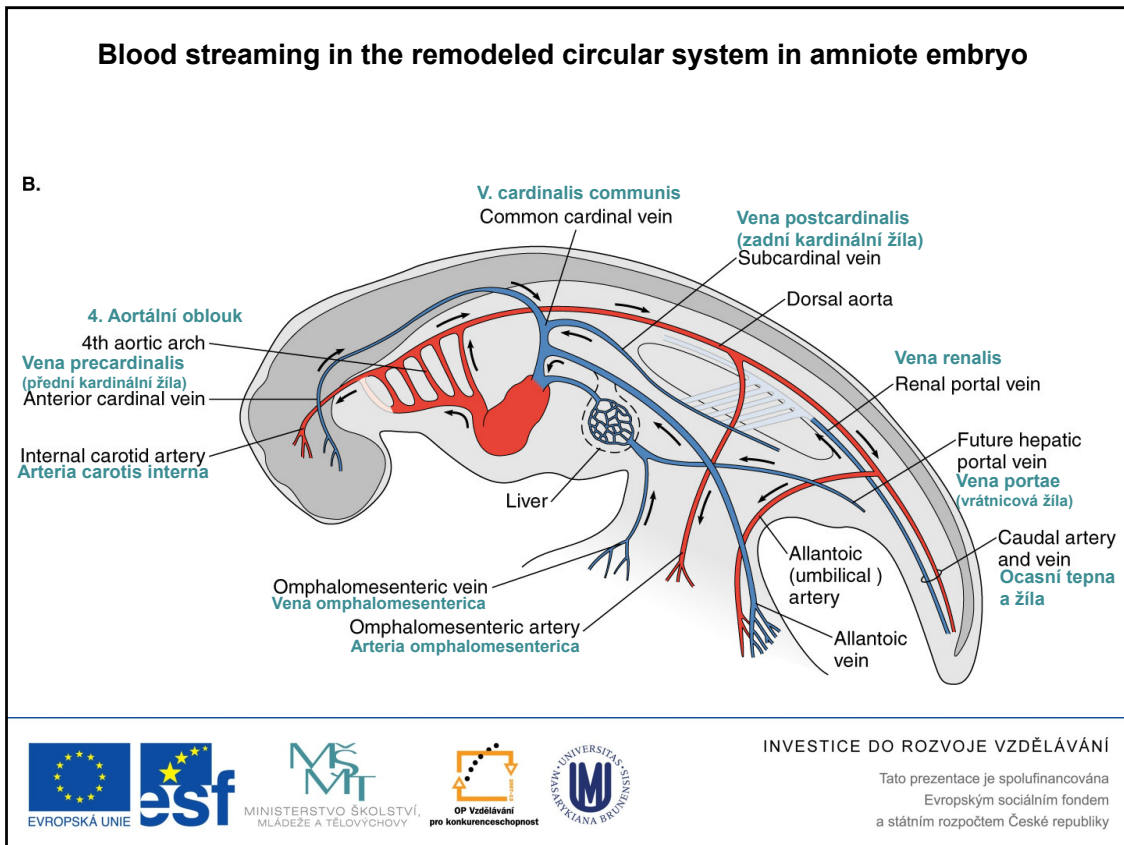 Blood streaming in the remodeled circular system in amniote embryo
B.
V. cardinalis communis
Common cardinal vein
Vena postcardinalis
(zadní kardinální žíla)
Subcardinal vein
Dorsal aorta
4. Aortální oblouk
4th aortic arch
Vena precardinalis
(přední kardinální žíla)
Anterior cardinal vein
Vena renalis
Renal portal vein
Internal carotid artery
Arteria carotis interna
Future hepatic
portal vein
Vena portae
(vrátnicová žíla)
Liver
Caudal artery
and vein
Ocasní tepna
a žíla
Allantoic
(umbilical )
artery
Omphalomesenteric vein
Vena omphalomesenterica
Omphalomesenteric artery
Arteria omphalomesenterica
Allantoic
vein
EVROPSKÁ UNIE
esf
MŠMT
MINISTERSTVO ŠKOLSTVÍ,
MLÁDEŽE A TĚLOVÝCHOVY
2007-13
OP Vzdělávání
pro konkurenceschopnost
UNIVERSITAS
MASARYKIANA BRUNENSIS
INVESTICE DO ROZVOJE VZDĚLÁVÁNÍ
Tato prezentace je spolufinancována
Evropským sociálním fondem
a státním rozpočtem České republiky